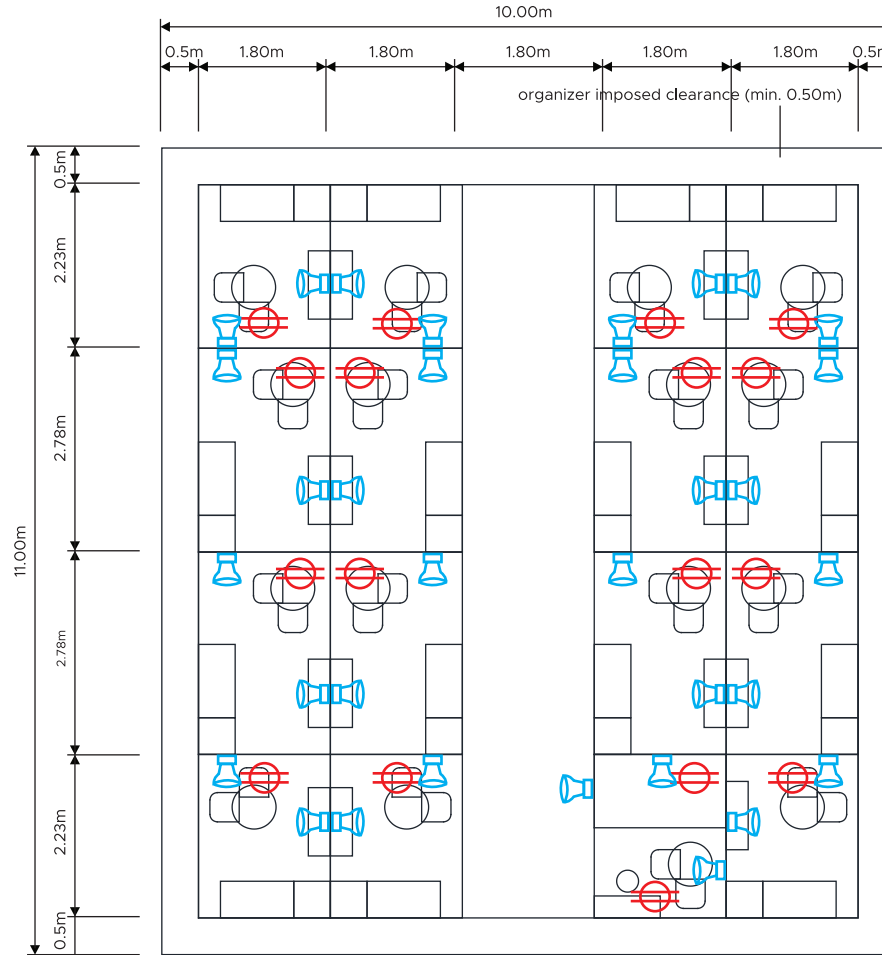 10.00m
0.5m 1.80m 1.80m 1.80m 1.80m 1.80m 0.5m
organizer imposed clearance (min. 0.50m)
0.5m
2.23m
2.78m
11.00m
2.78m
2.23m
0.5m